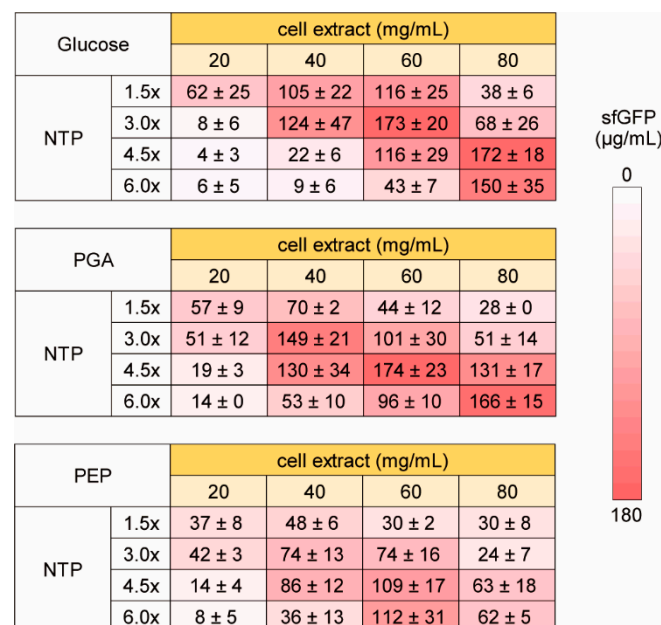 Glucose cell extract (mg/mL)
20 40 60 80
NTP
1.5x 62 ± 25 105 ± 22 116 ± 25 38 ± 6
3.0x 8 ± 6 124 ± 47 173 ± 20 68 ± 26
4.5x 4 ± 3 22 ± 6 116 ± 29 172 ± 18
6.0x 6 ± 5 9 ± 6 43 ± 7 150 ± 35
PGA cell extract (mg/mL)
20 40 60 80
NTP
1.5x 57 ± 9 70 ± 2 44 ± 12 28 ± 0
3.0x 51 ± 12 149 ± 21 101 ± 30 51 ± 14
4.5x 19 ± 3 130 ± 34 174 ± 23 131 ± 17
6.0x 14 ± 0 53 ± 10 96 ± 10 166 ± 15
PEP cell extract (mg/mL)
20 40 60 80
NTP
1.5x 37 ± 8 48 ± 6 30 ± 2 30 ± 8
3.0x 42 ± 3 74 ± 13 74 ± 16 24 ± 7
4.5x 14 ± 4 86 ± 12 109 ± 17 63 ± 18
6.0x 8 ± 5 36 ± 13 112 ± 31 62 ± 5
sfGFP
(µg/mL)
0
180